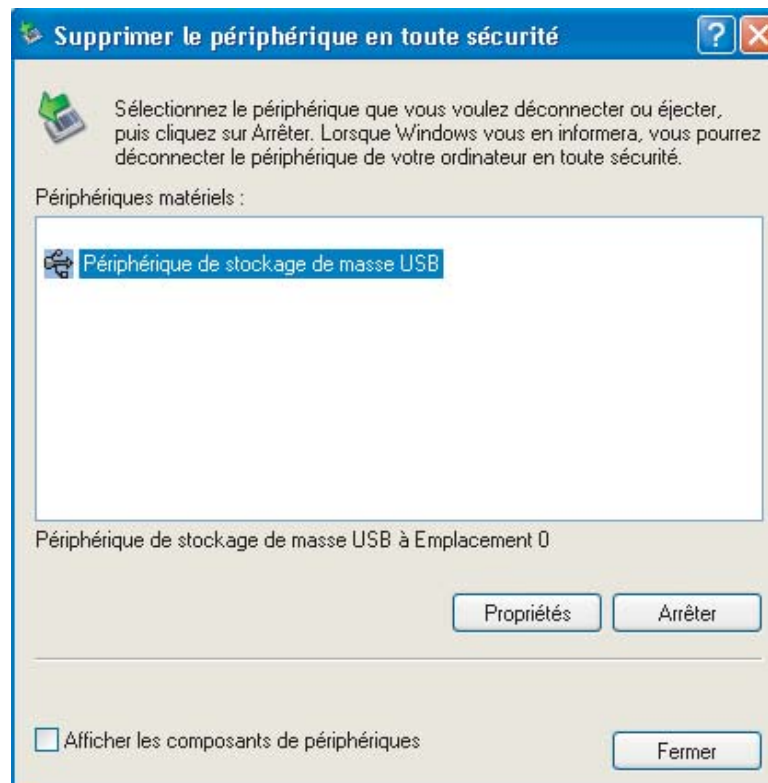 Supprimer le périphérique en toute sécurité
Sélectionnez le périphérique que vous voulez déconnecter ou éjecter,
puis cliquez sur Arrêter. Lorsque Windows vous en informera, vous pourrez
déconnecter le périphérique de votre ordinateur en toute sécurité.
Périphériques matériels :
Périphérique de stockage de masse USB
Périphérique de stockage de masse USB à Emplacement 0
Propriétés
Arrêter
Afficher les composants de périphériques
Fermer